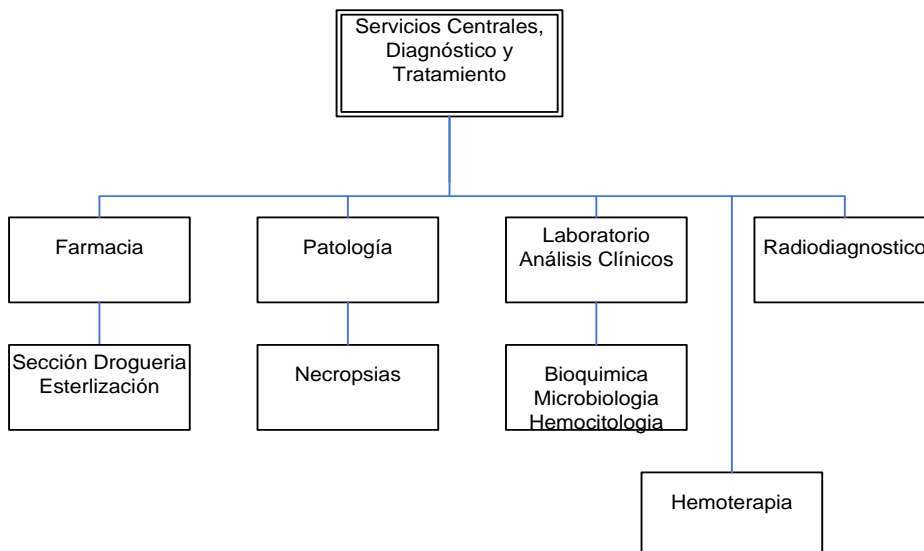 Servicios Centrales,
Diagnóstico y
Tratamiento
Farmacia
Patología
Laboratorio
Análisis Clínicos
Radiodiagnostico
Sección Drogueria
Esterlización
Necropsias
Bioquimica
Microbiologia
Hemocitologia
Hemoterapia